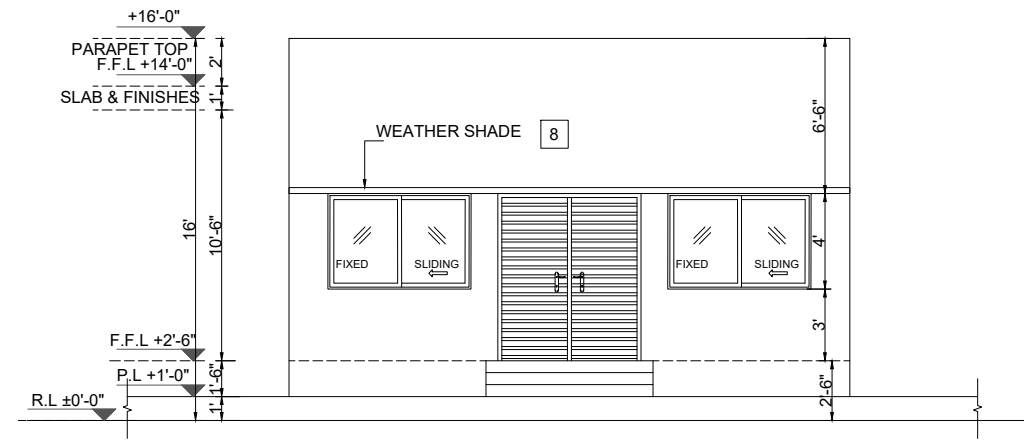 +16'-0"
PARAPET TOP
F.F.L +14'-0"
2'
SLAB & FINISHES
1'
WEATHER SHADE 8
6'-6"
16'
10'-6"
4'
FIXED SLIDING
FIXED SLIDING
3'
F.F.L +2'-6"
P.L +1'-0"
1'-6"
2'-6"
R.L ±0'-0"
1'